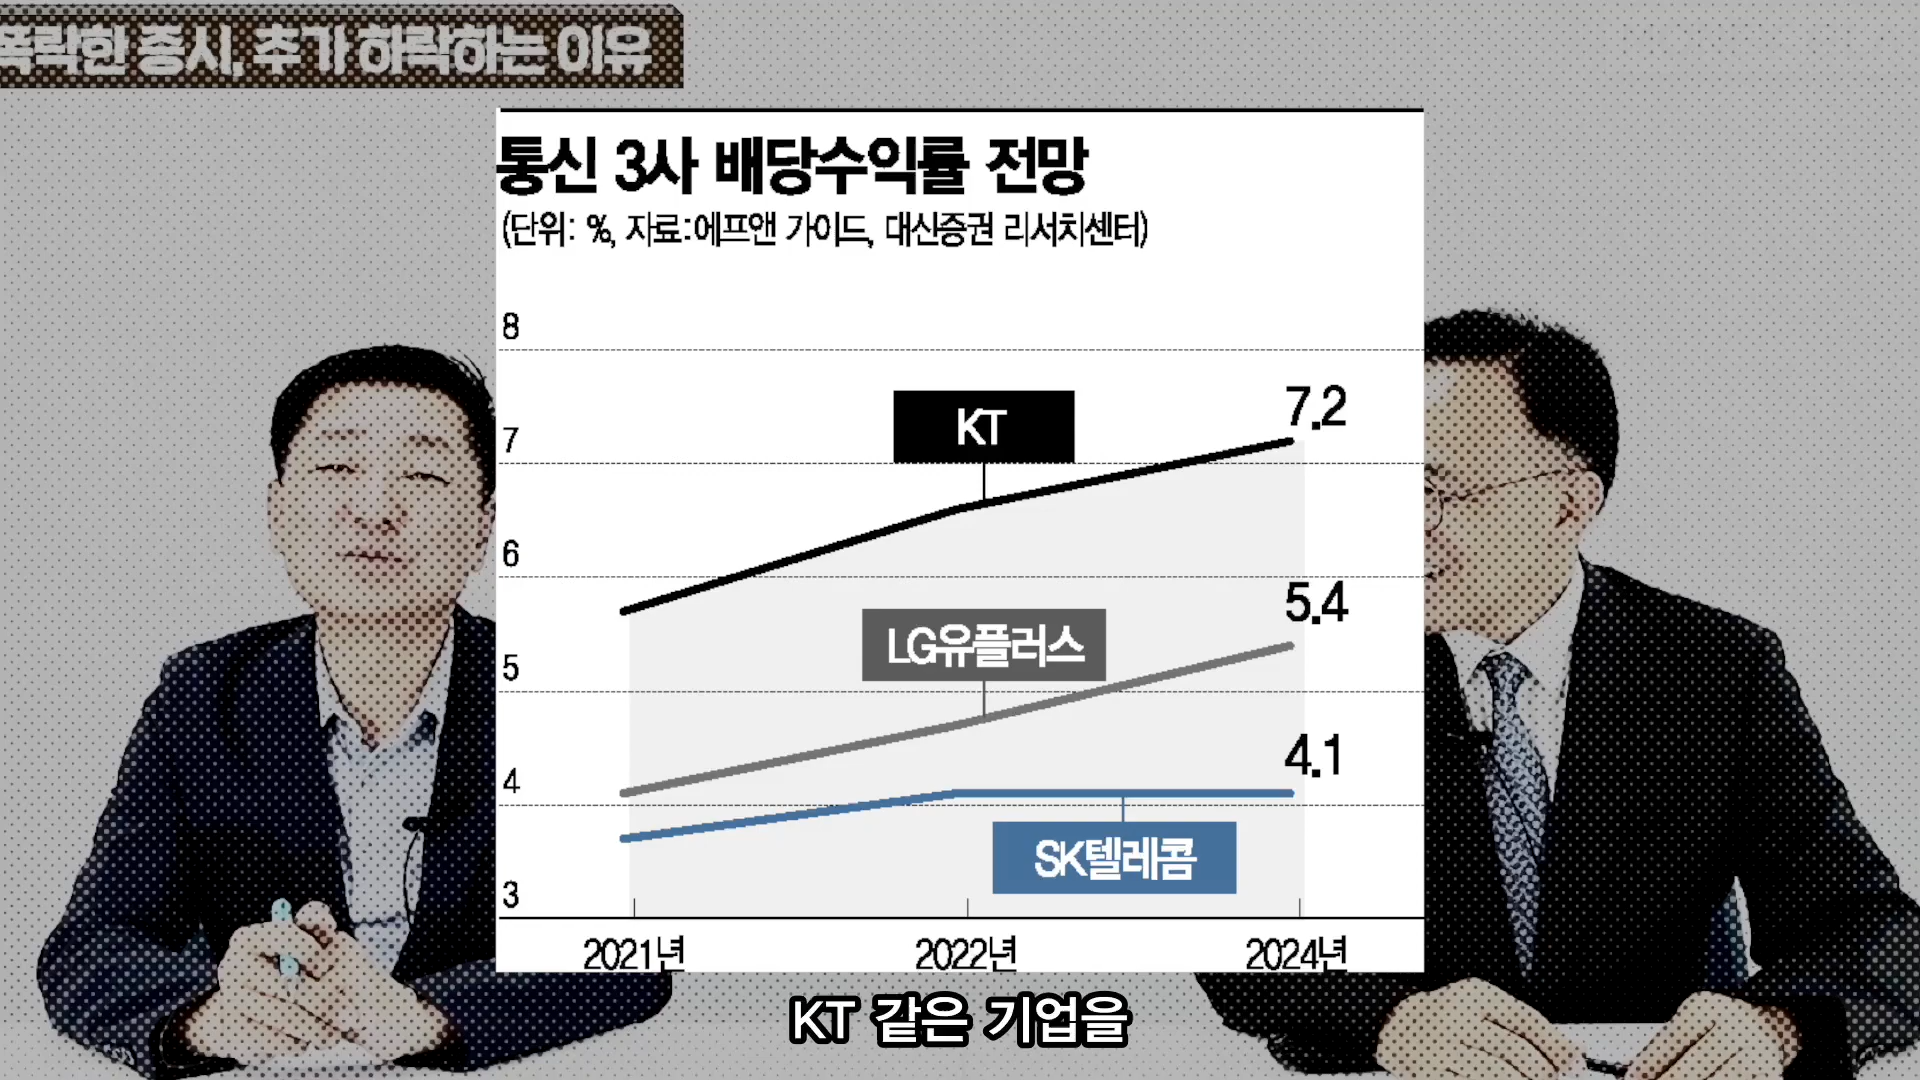 폭락한 증시, 추가 하락하는 이유
통신 3사 배당수익률 전망
(단위: %, 자료:에프앤 가이드, 대신증권 리서치센터)
8
7
6
5
4
3
KT
7.2
LG유플러스
5.4
4.1
SK텔레콤
2021년
2022년
2024년
KT 같은 기업을